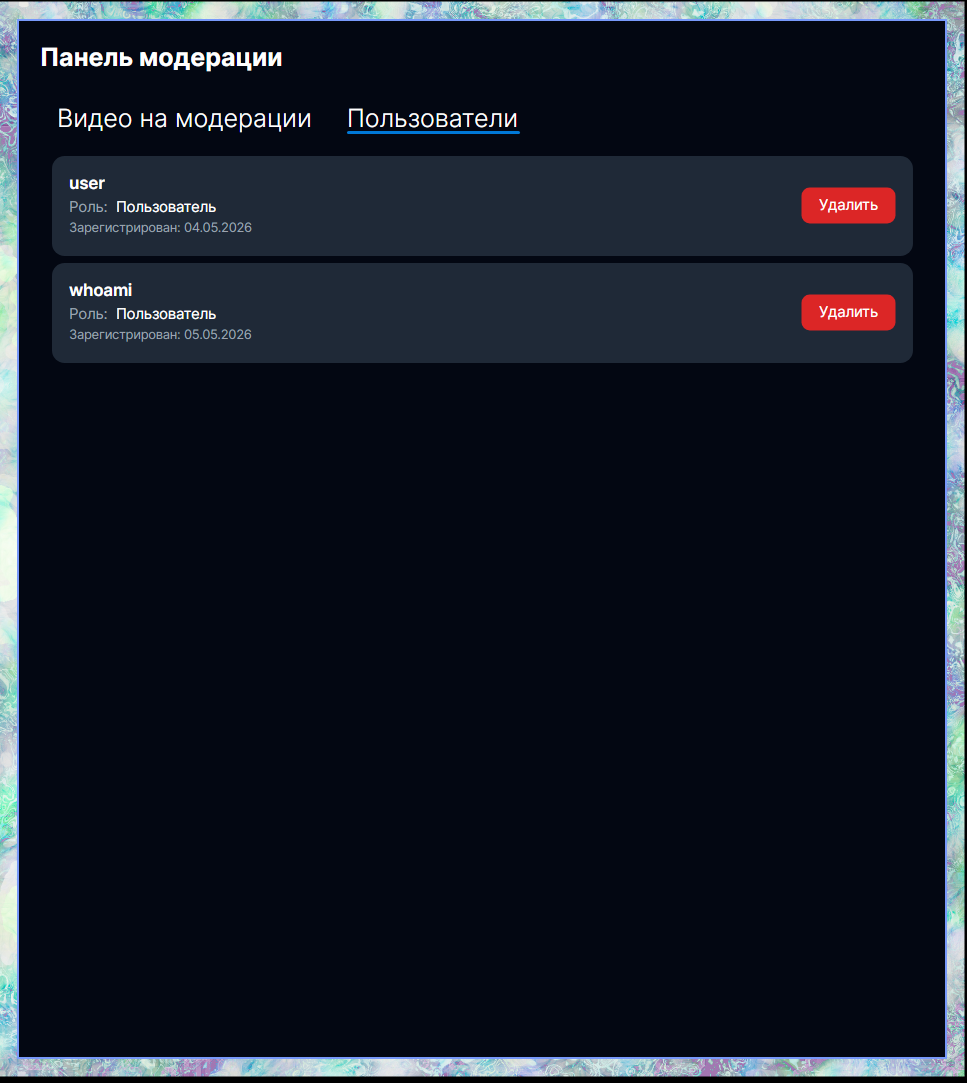 Панель модерации
Видео на модерации Пользователи
user
Роль: Пользователь
Зарегистрирован: 04.05.2026
Удалить
whoami
Роль: Пользователь
Зарегистрирован: 05.05.2026
Удалить